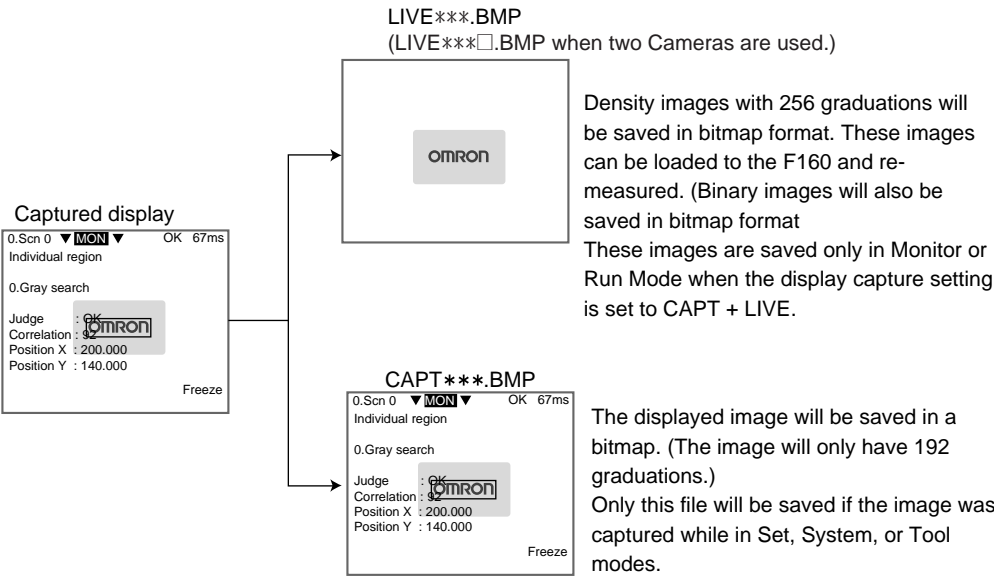 LIVE***.BMP
(LIVE***□.BMP when two Cameras are used.)
OMRON
Density images with 256 graduations will
be saved in bitmap format. These images
can be loaded to the F160 and re-
measured. (Binary images will also be
saved in bitmap format
These images are saved only in Monitor or
Run Mode when the display capture setting
is set to CAPT + LIVE.
Captured display
0.Scn 0 ▼ MON ▼ OK 67ms
Individual region
0.Gray search
Judge : OK
OMRON
Correlation : 92
Position X : 200.000
Position Y : 140.000
Freeze
CAPT***.BMP
0.Scn 0 ▼ MON ▼ OK 67ms
Individual region
0.Gray search
Judge : OK
OMRON
Correlation : 92
Position X : 200.000
Position Y : 140.000
Freeze
The displayed image will be saved in a
bitmap. (The image will only have 192
graduations.)
Only this file will be saved if the image was
captured while in Set, System, or Tool
modes.